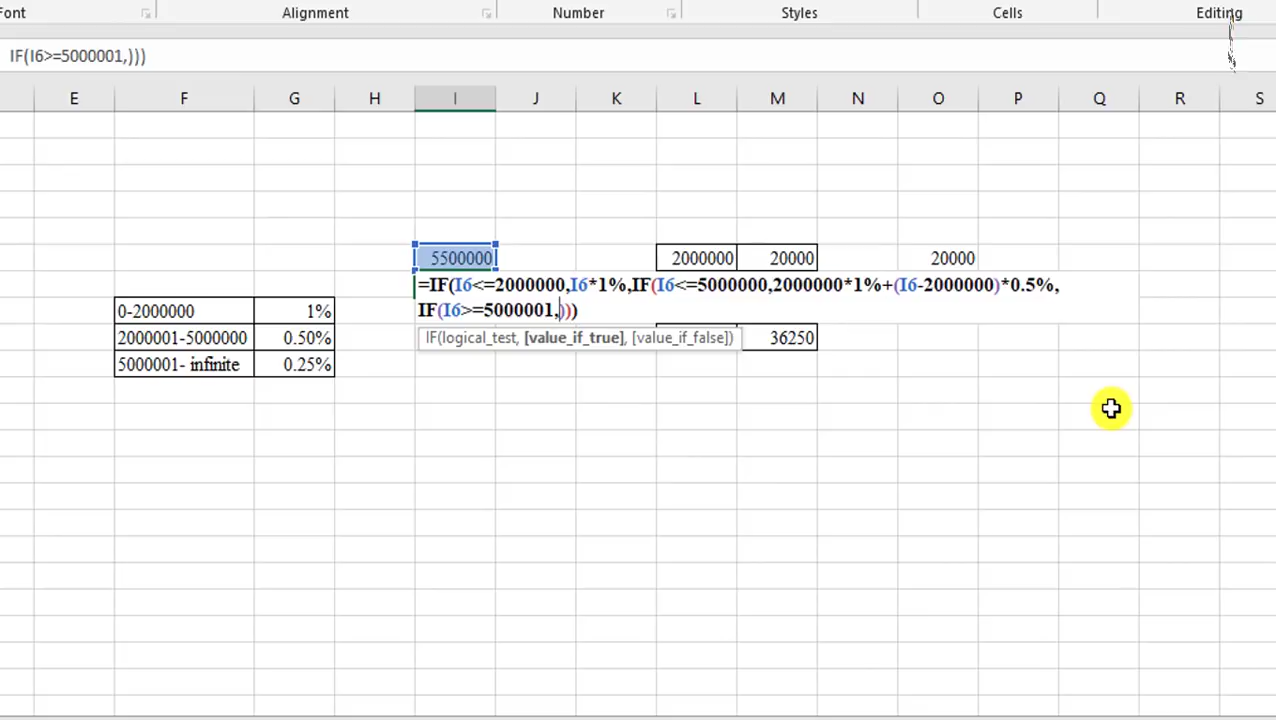 Font Alignment Number Styles Cells Editing
IF(I6>=5000001,)))
E F G H I J K L M N O P Q R S
5500000 2000000 20000 20000
=IF(I6<=2000000,I6*1%,IF(I6<=5000000,2000000*1%+(I6-2000000)*0.5%,
0-2000000 1% IF(I6>=5000001,)))
2000001-5000000 0.50% IF(logical_test, [value_if_true], [value_if_false]) 36250
5000001- infinite 0.25%